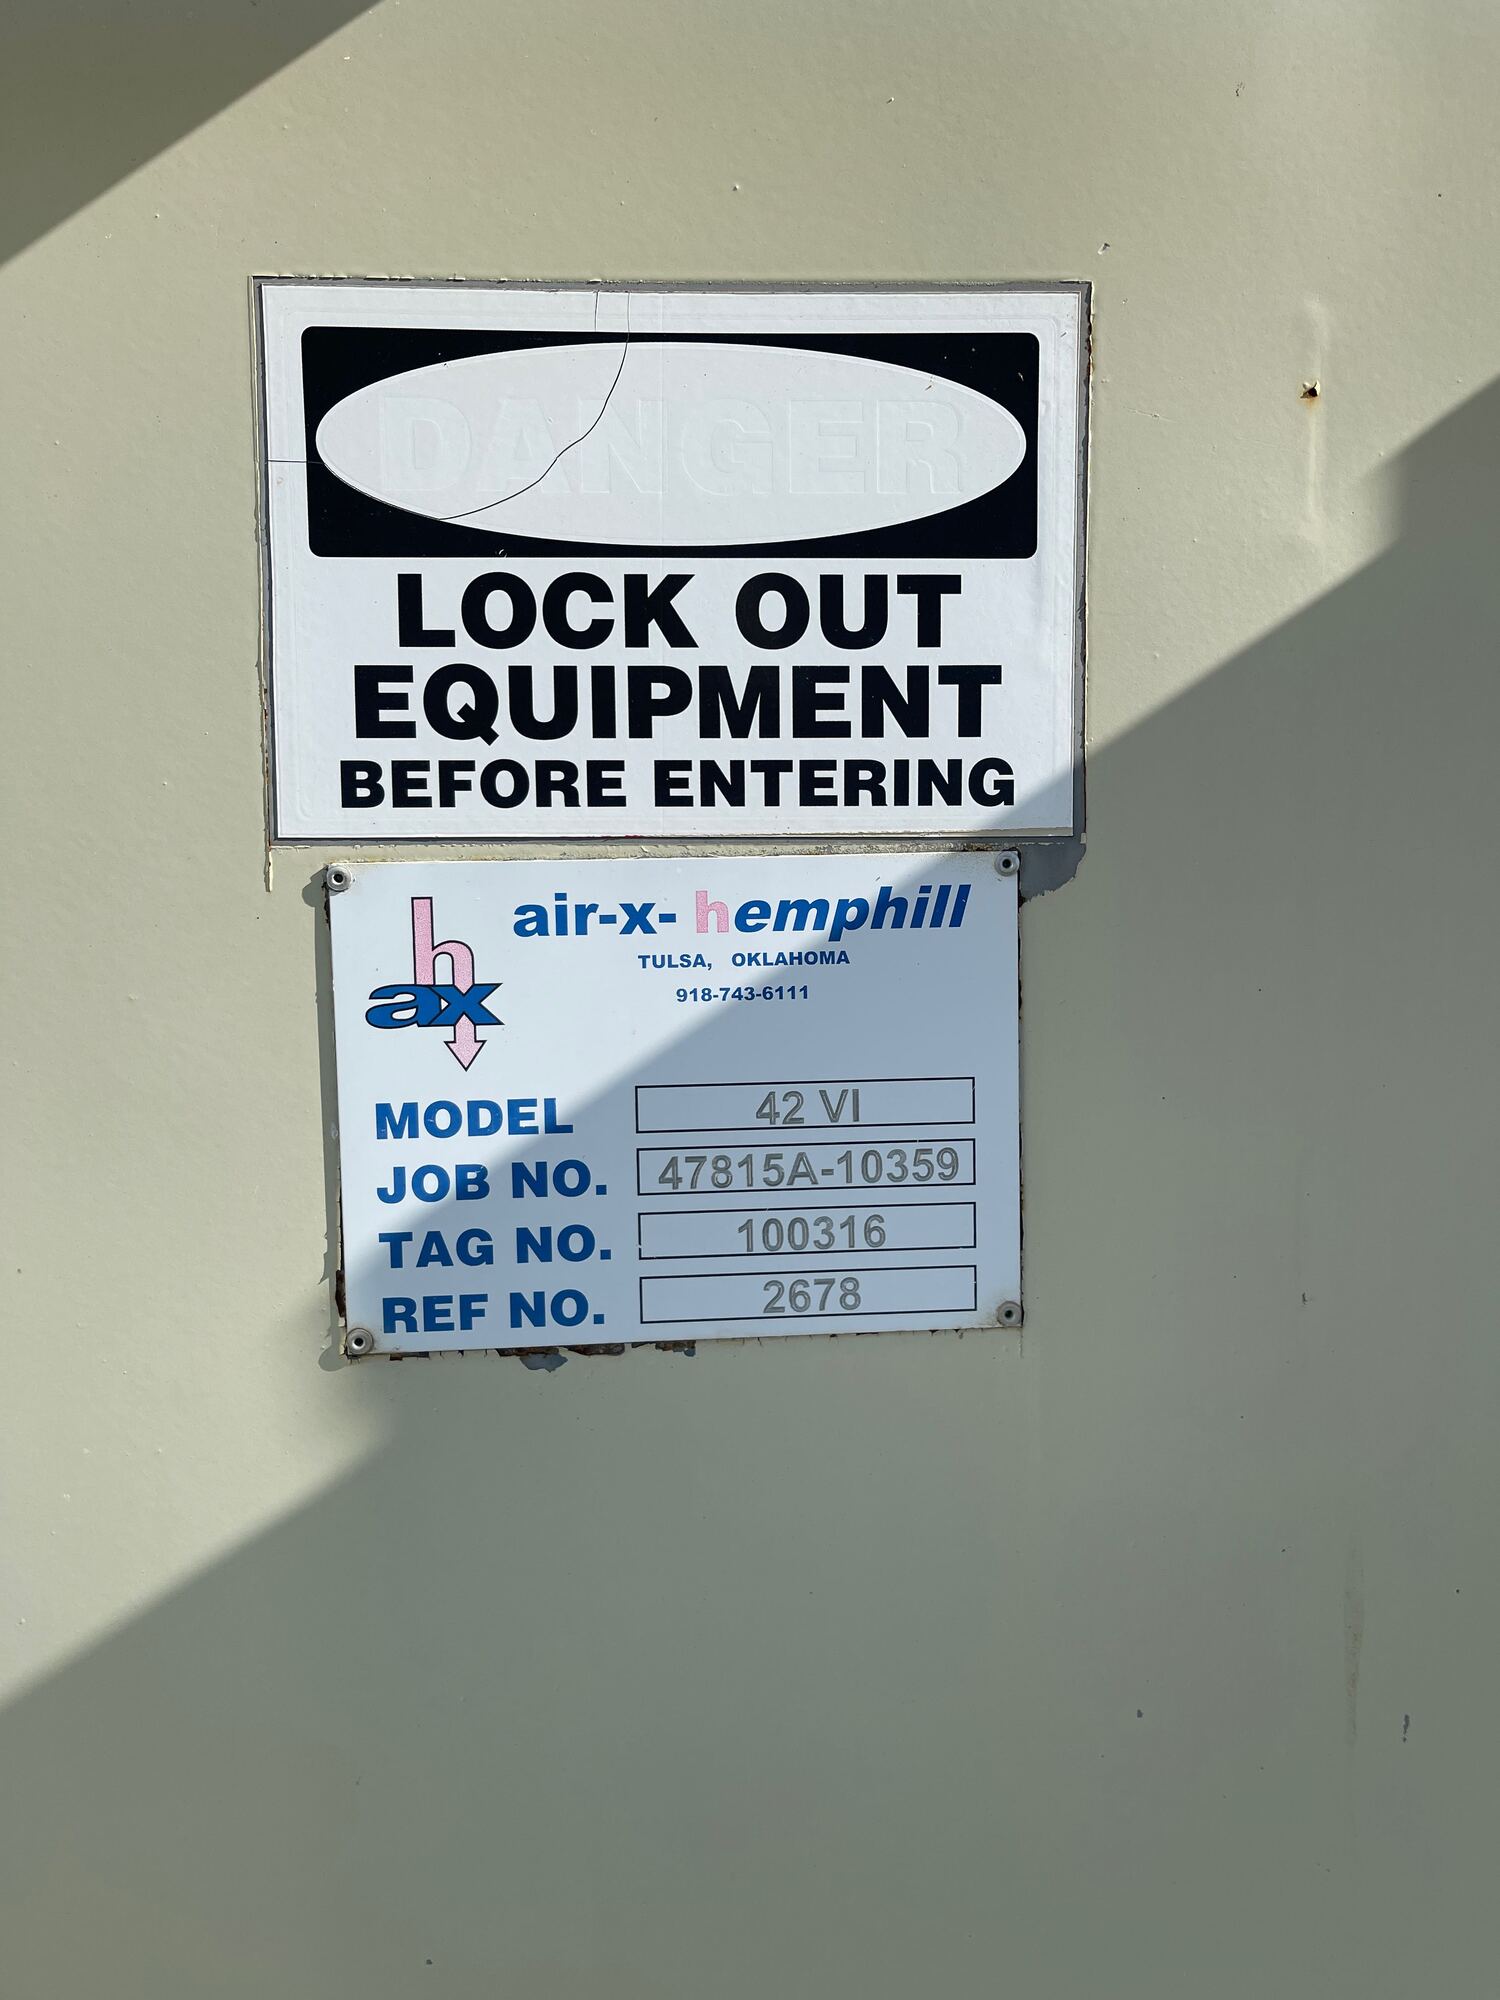 DANGER
LOCK OUT
EQUIPMENT
BEFORE ENTERING
h
ax
air-x- hemphill
TULSA, OKLAHOMA
918-743-6111
MODEL 42 VI
JOB NO. 47815A-10359
TAG NO. 100316
REF NO. 2678